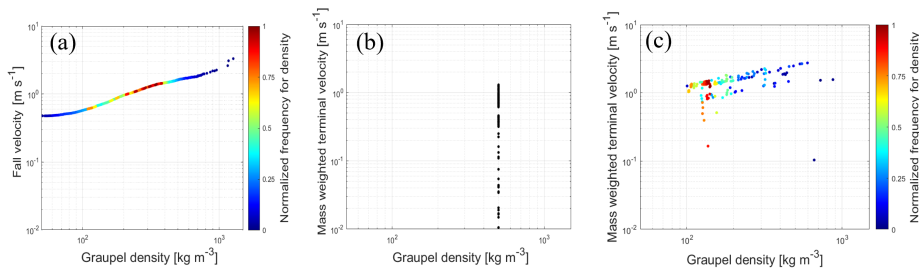 (a)
Fall velocity [m s⁻¹]
10¹
10⁰
10⁻¹
10⁻²
10²
10³
Graupel density [kg m⁻³]
1
0.75
0.5
0.25
0
Normalized frequency for density
(b)
Mass weighted terminal velocity [m s⁻¹]
10¹
10⁰
10⁻¹
10⁻²
10²
10³
Graupel density [kg m⁻³]
(c)
Mass weighted terminal velocity [m s⁻¹]
10¹
10⁰
10⁻¹
10⁻²
10²
10³
Graupel density [kg m⁻³]
1
0.75
0.5
0.25
0
Normalized frequency for density